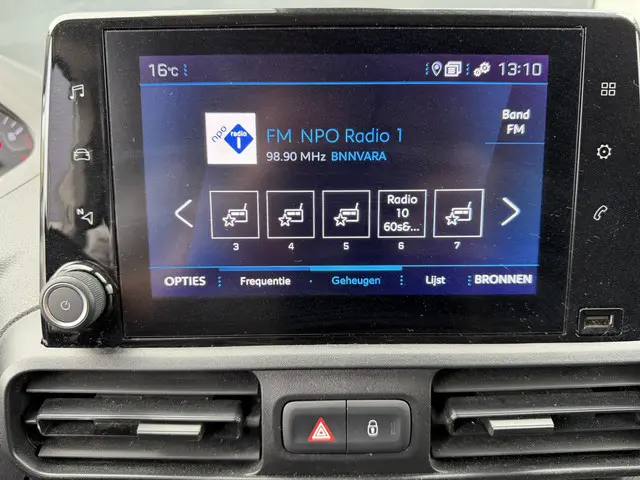 16°C
13:10
npo
radio
1
FM NPO Radio 1
98.90 MHz BNNVARA
Band
FM
Radio
10
60s&...
3
4
5
6
7
OPTIES
Frequentie
Geheugen
Lijst
BRONNEN
N